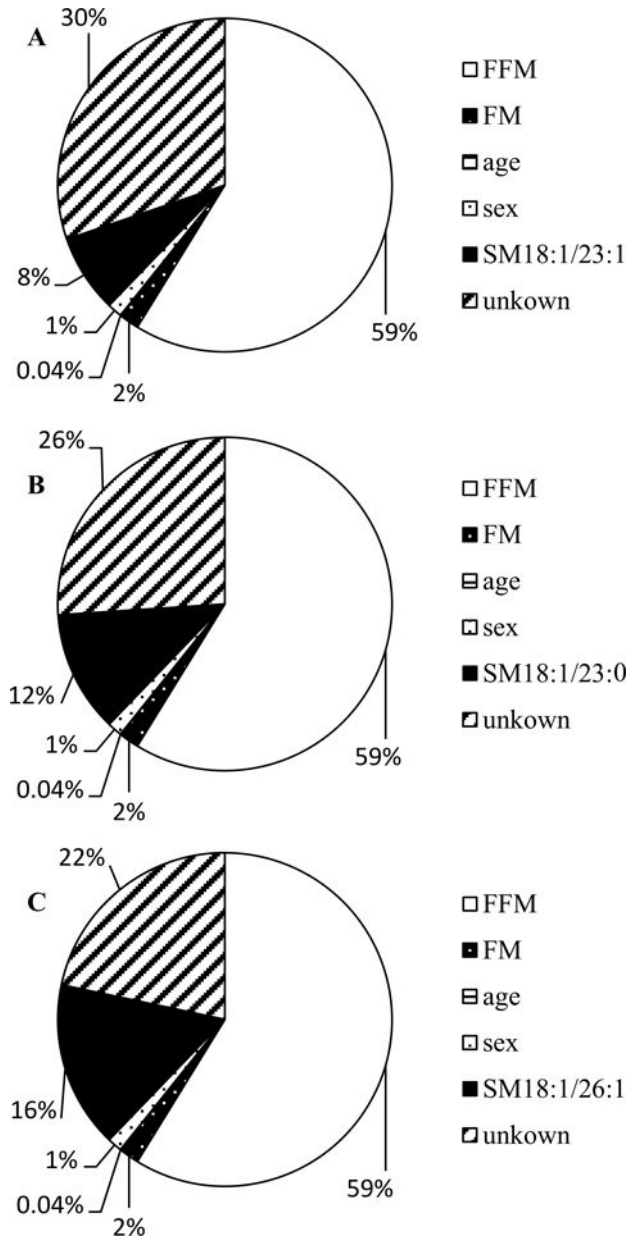 A
30%
8%
1%
0.04%
2%
59%
FFM
FM
age
sex
SM18:1/23:1
unkown
B
26%
12%
1%
0.04%
2%
59%
FFM
FM
age
sex
SM18:1/23:0
unkown
C
22%
16%
1%
0.04%
2%
59%
FFM
FM
age
sex
SM18:1/26:1
unkown